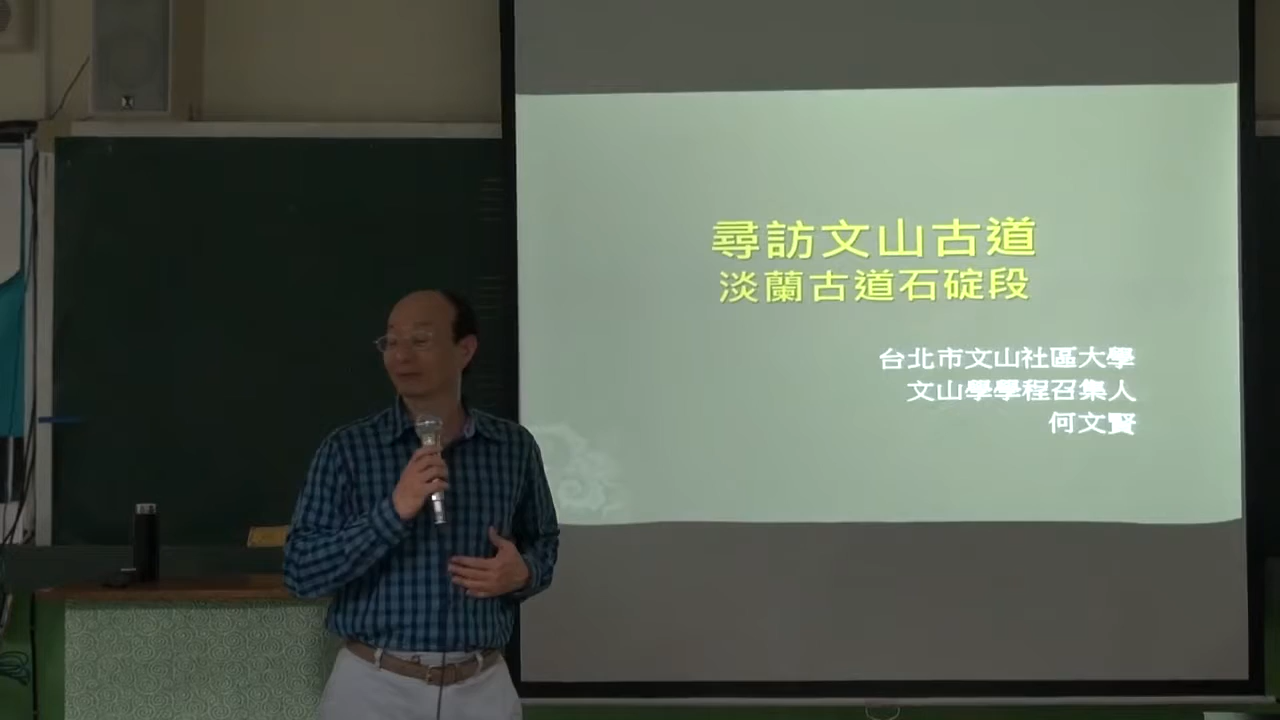 尋訪文山古道
淡蘭古道石碇段
台北市文山社區大學
文山學學程召集人
何文賢